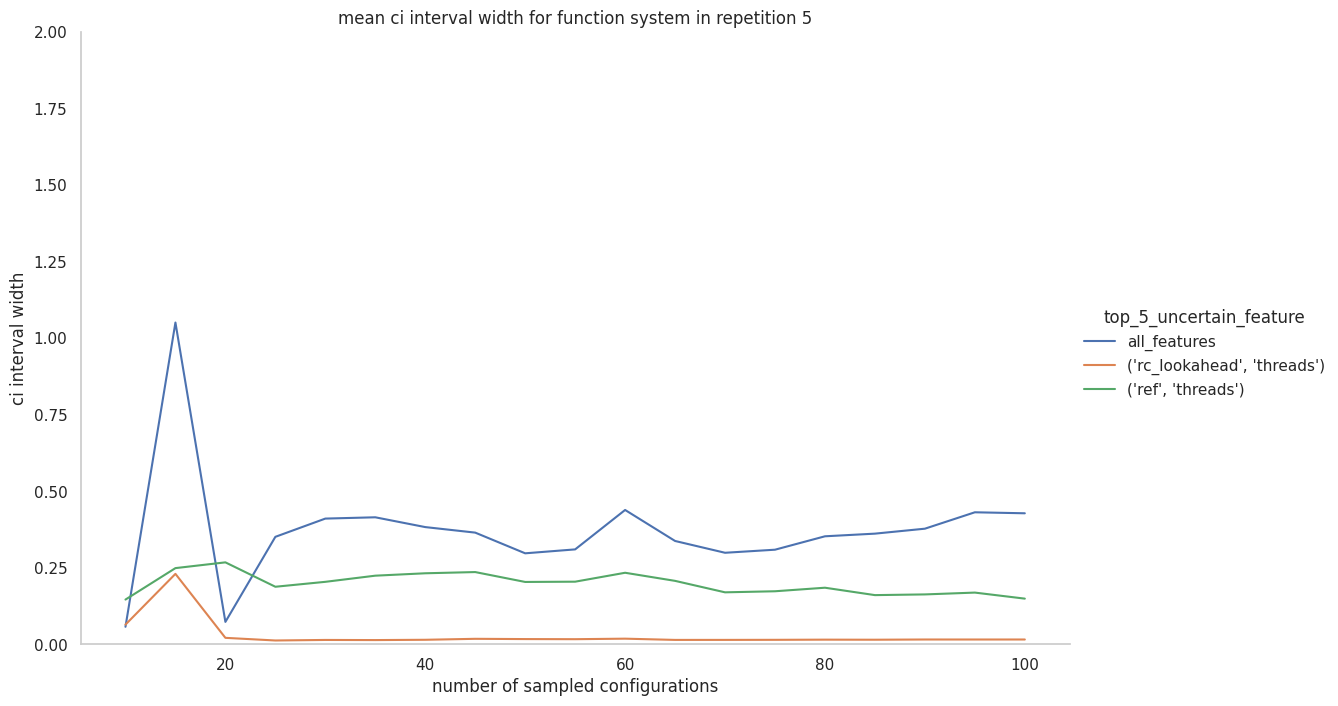 mean ci interval width for function system in repetition 5
2.00
1.75
1.50
1.25
1.00
0.75
0.50
0.25
0.00
ci interval width
20
40
60
80
100
number of sampled configurations
top_5_uncertain_feature
all_features
('rc_lookahead', 'threads')
('ref', 'threads')